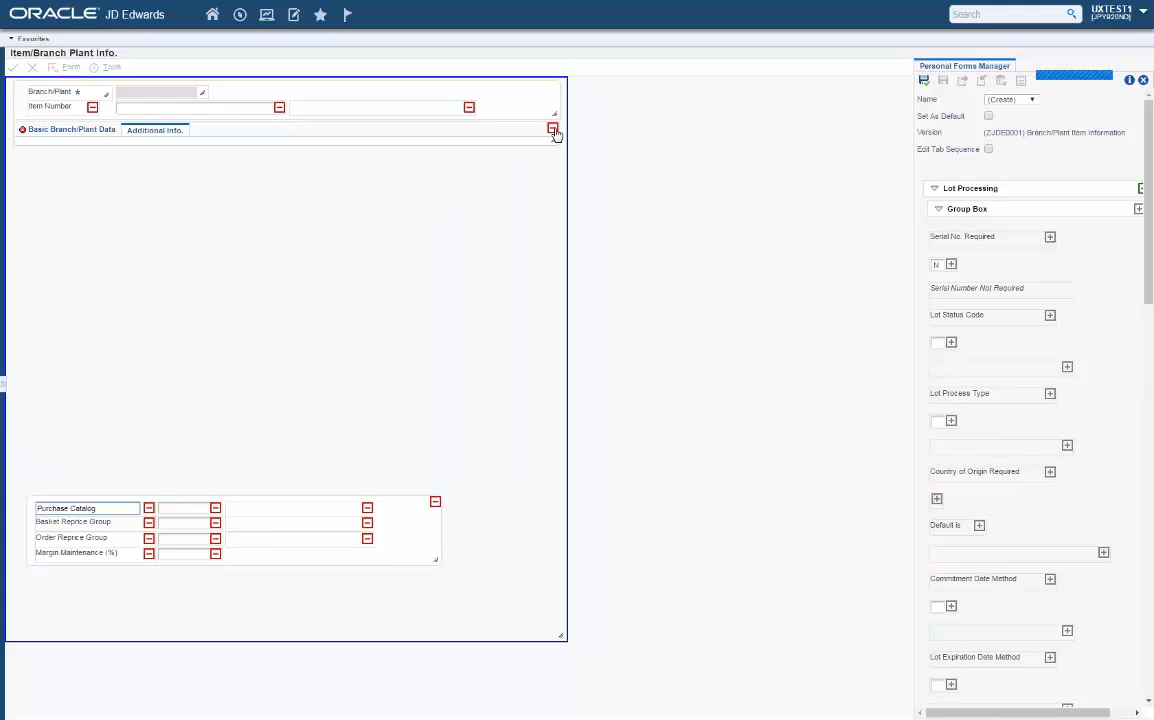 ORACLE JD Edwards
Search
UXTEST1
[JPY920ND]
Favorites
Item/Branch Plant Info.
Form Tools
Branch/Plant *
Item Number
Basic Branch/Plant Data Additional Info.
Purchase Catalog
Basket Reprice Group
Order Reprice Group
Margin Maintenance (%)
Personal Forms Manager
Name (Create)
Set As Default
Version (ZJDE0001) Branch/Plant Item Information
Edit Tab Sequence
Lot Processing
Group Box
Serial No. Required
N
Serial Number Not Required
Lot Status Code
Lot Process Type
Country of Origin Required
Default is
Commitment Date Method
Lot Expiration Date Method